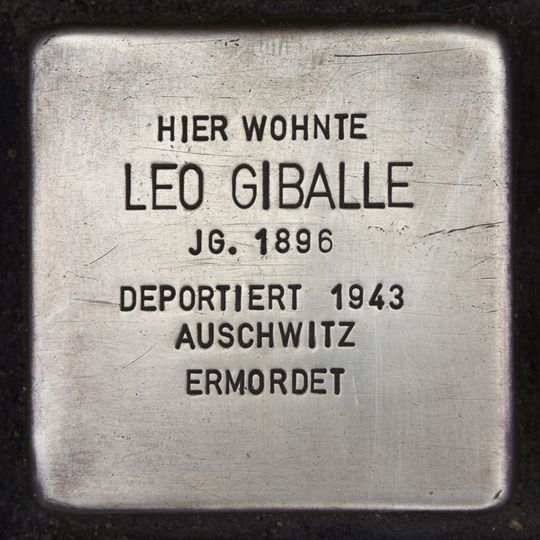 HIER WOHNTE
LEO GIBALLE
JG. 1896
DEPORTIERT 1943
AUSCHWITZ
ERMORDET